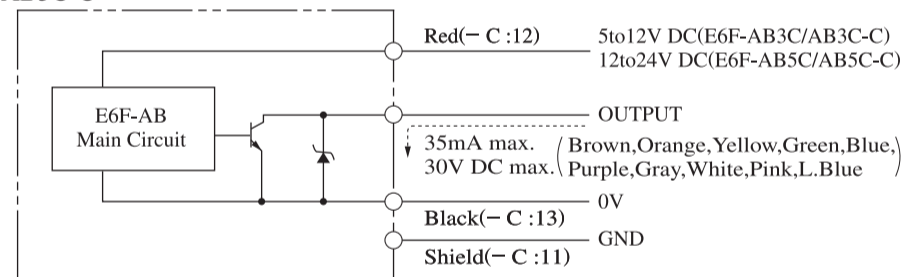 Red(− C :12)
5to12V DC(E6F-AB3C/AB3C-C)
12to24V DC(E6F-AB5C/AB5C-C)
E6F-AB
Main Circuit
OUTPUT
35mA max.
30V DC max.
(Brown,Orange,Yellow,Green,Blue,
Purple,Gray,White,Pink,L.Blue)
0V
Black(− C :13)
GND
Shield(− C :11)